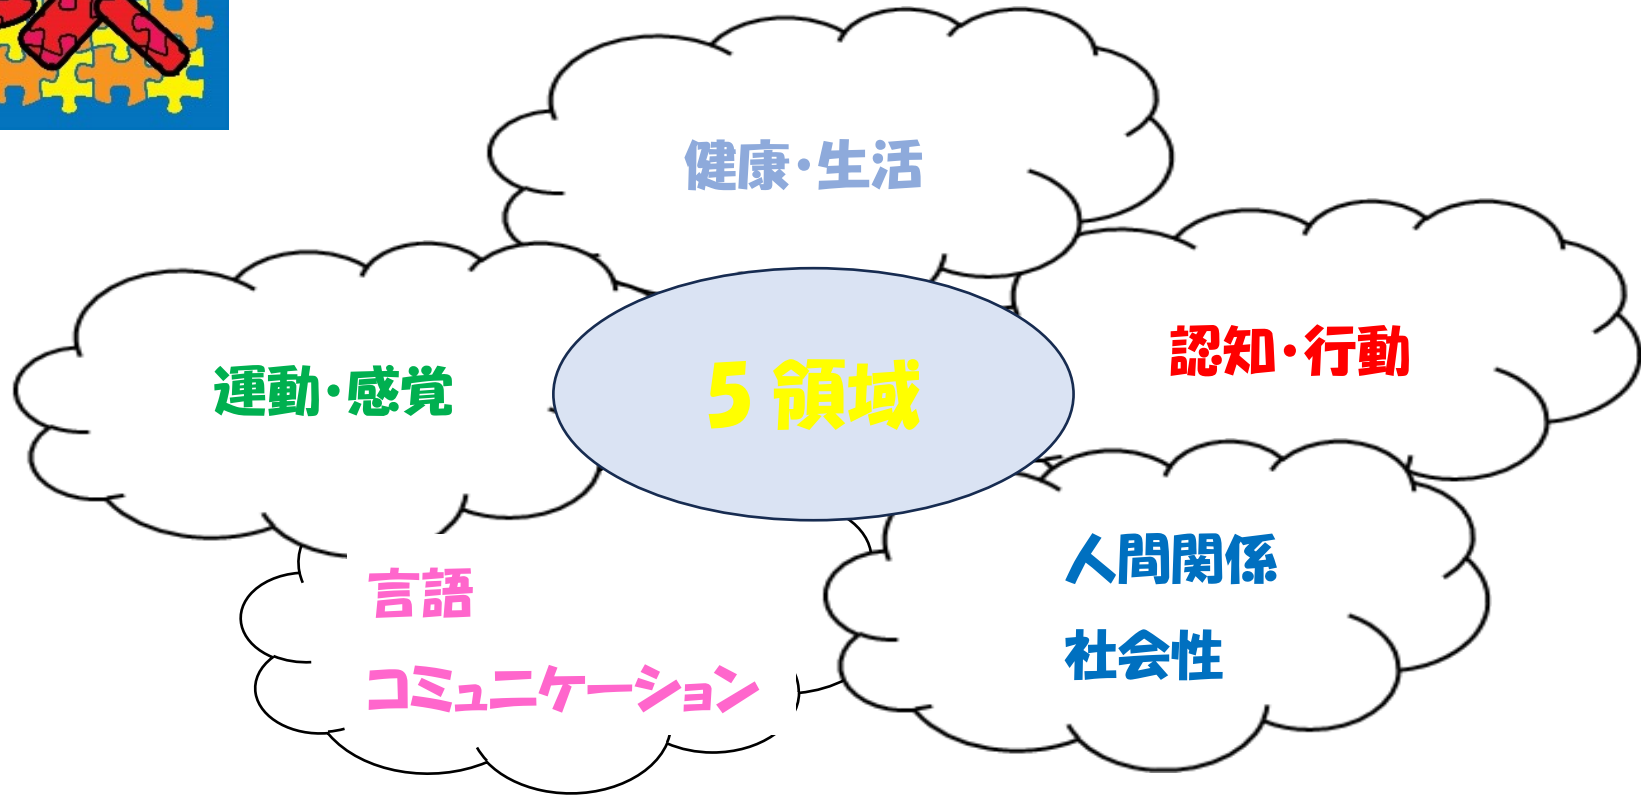 健康・生活
認知・行動
運動・感覚
5領域
人間関係
社会性
言語
コミュニケーション